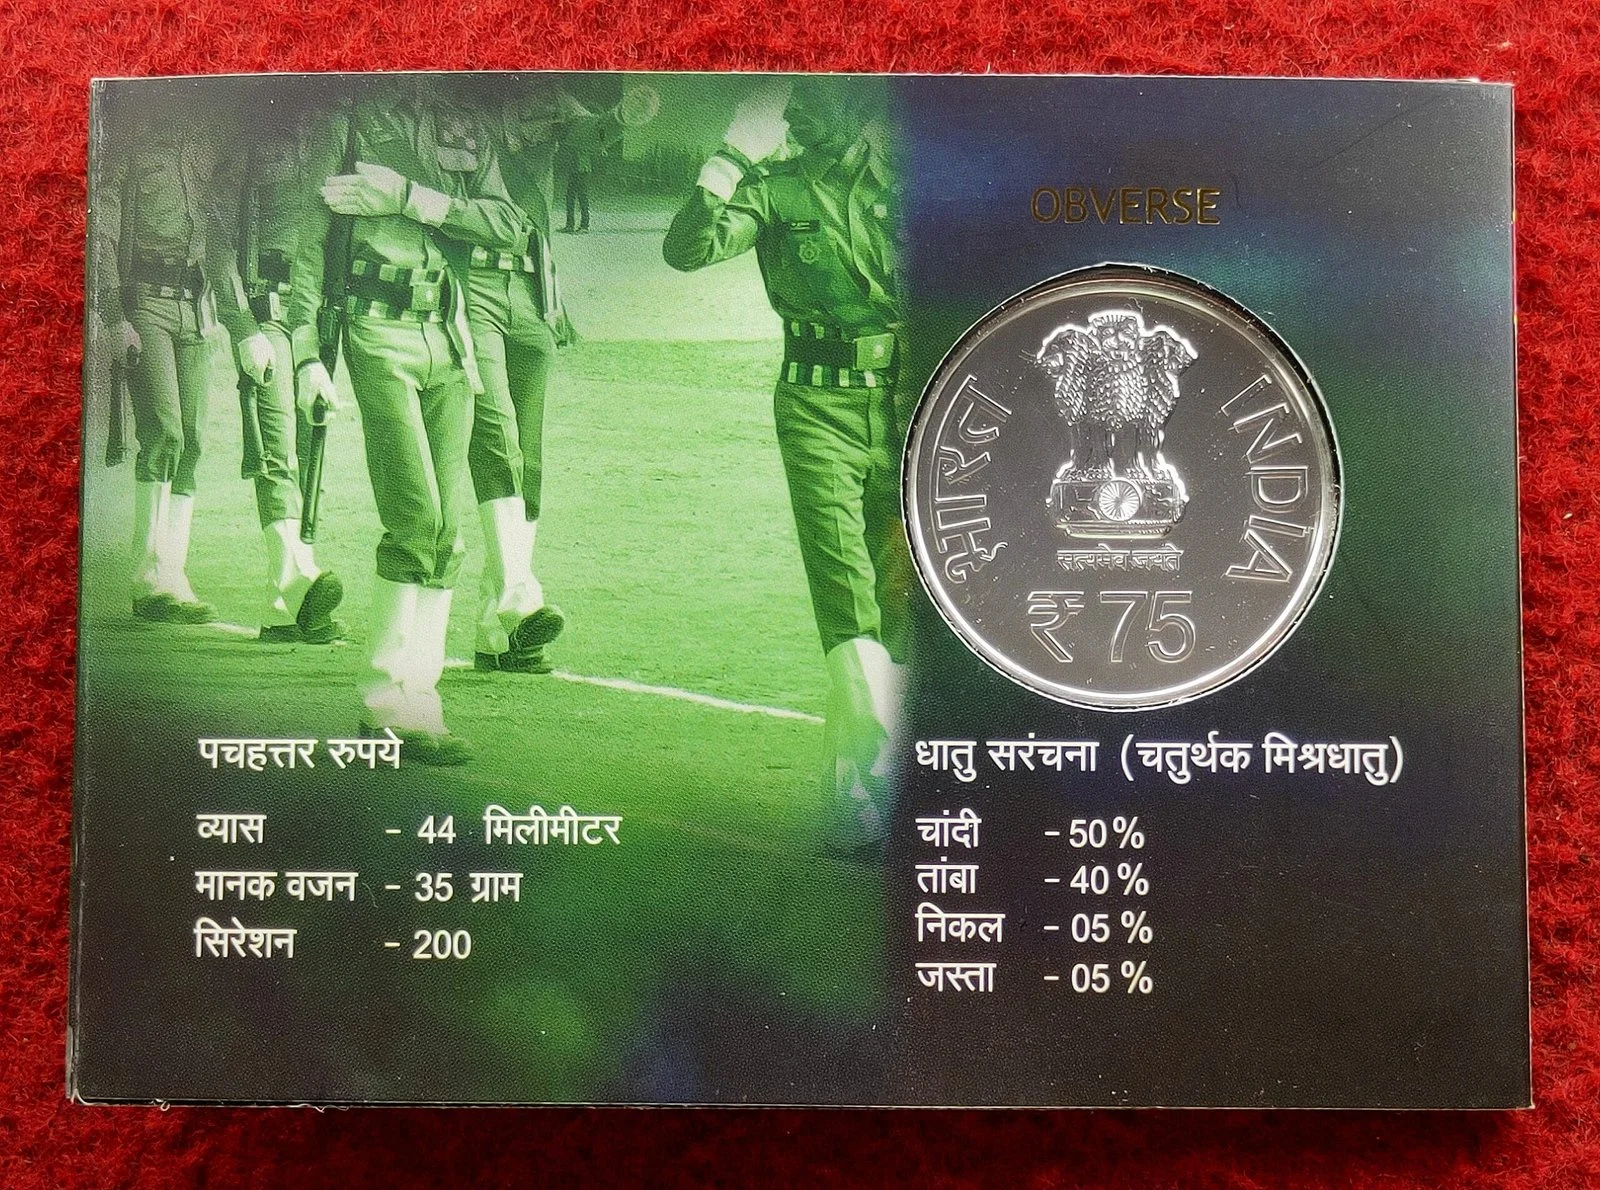 OBVERSE
भारत
INDIA
सत्यमेव जयते
₹ 75
पचहत्तर रुपये
व्यास - 44 मिलीमीटर
मानक वजन - 35 ग्राम
सिरेशन - 200
धातु सरंचना (चतुर्थक मिश्रधातु)
चांदी - 50 %
तांबा - 40 %
निकल - 05 %
जस्ता - 05 %